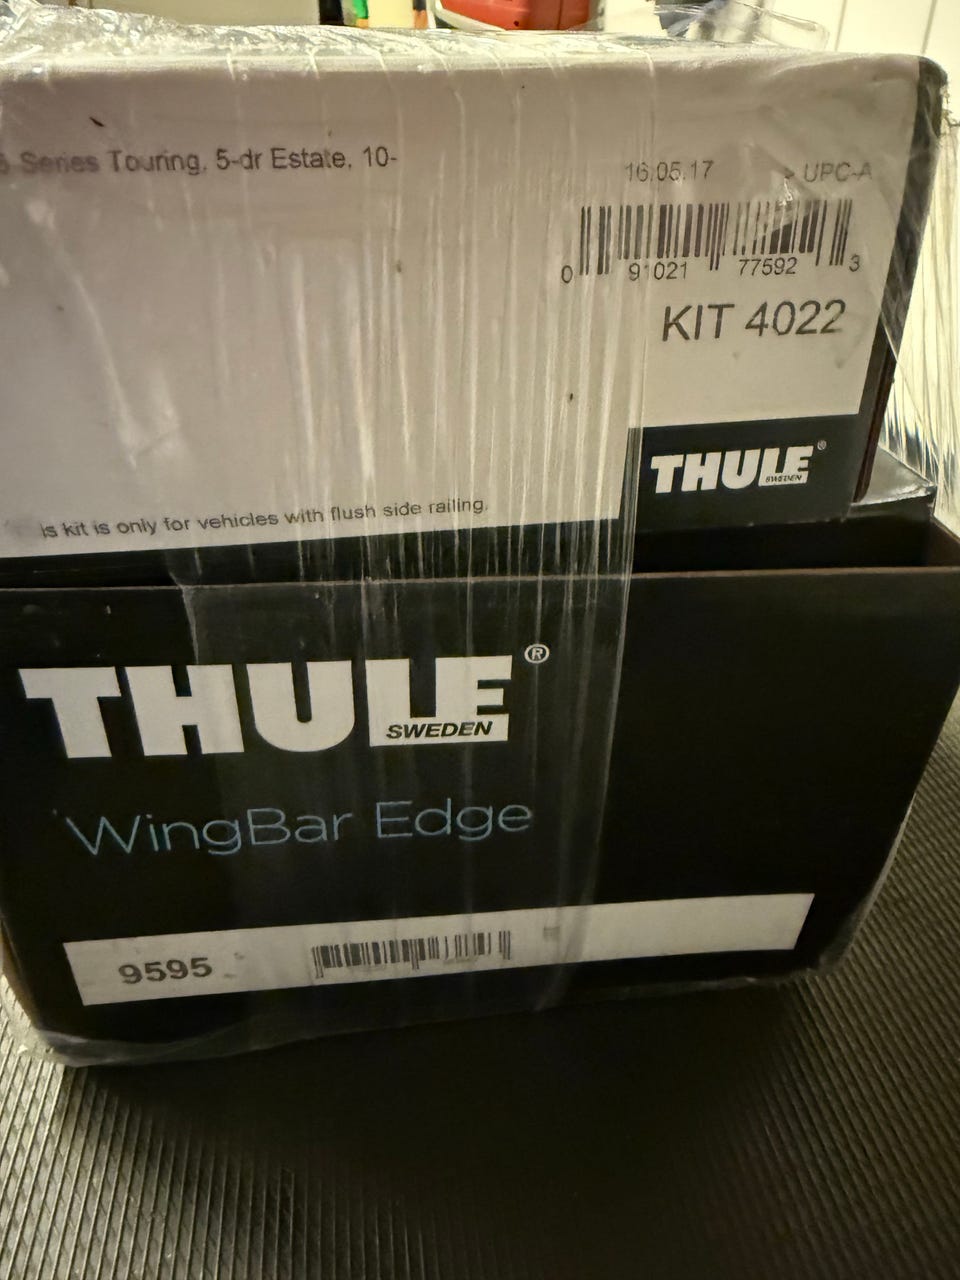 Series Touring, 5-dr Estate, 10-
16.05.17 > UPC-A
0 91021 77592 3
KIT 4022
THULE®
SWEDEN
is kit is only for vehicles with flush side railing.
THULE®
SWEDEN
WingBar Edge
9595